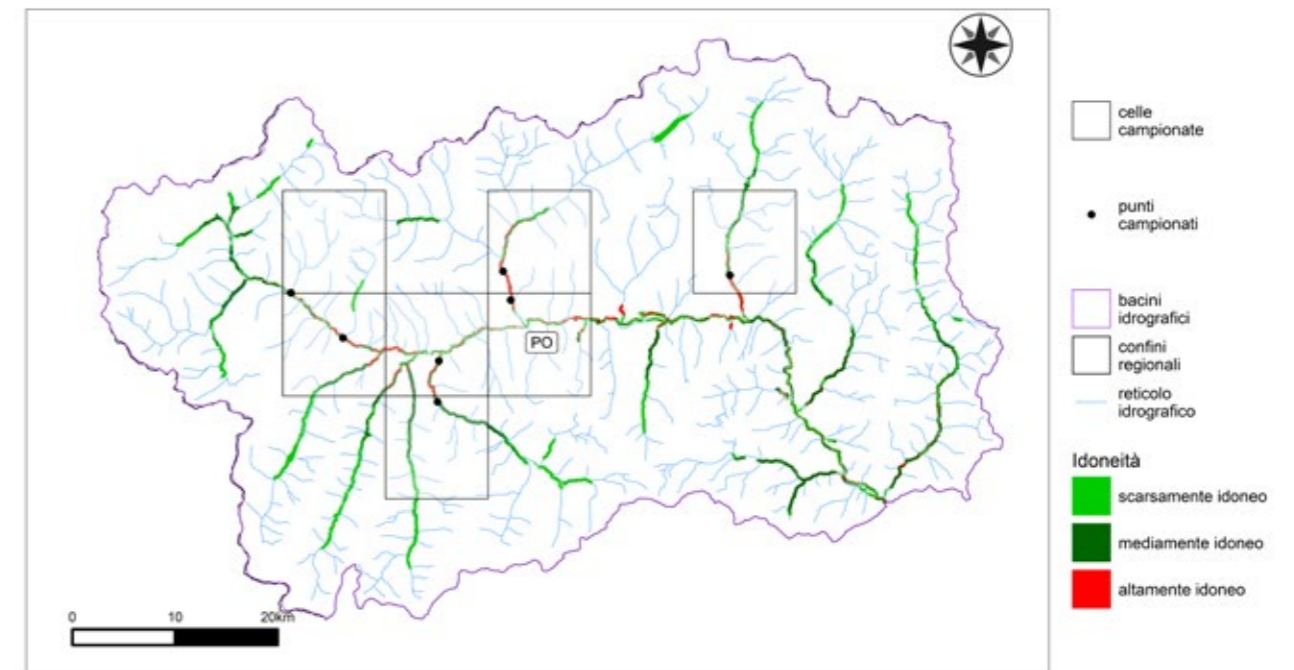 PO
0 10 20km
celle
campionate
punti
campionati
bacini
idrografici
confini
regionali
reticolo
idrografico
Idoneità
scarsamente idoneo
mediamente idoneo
altamente idoneo